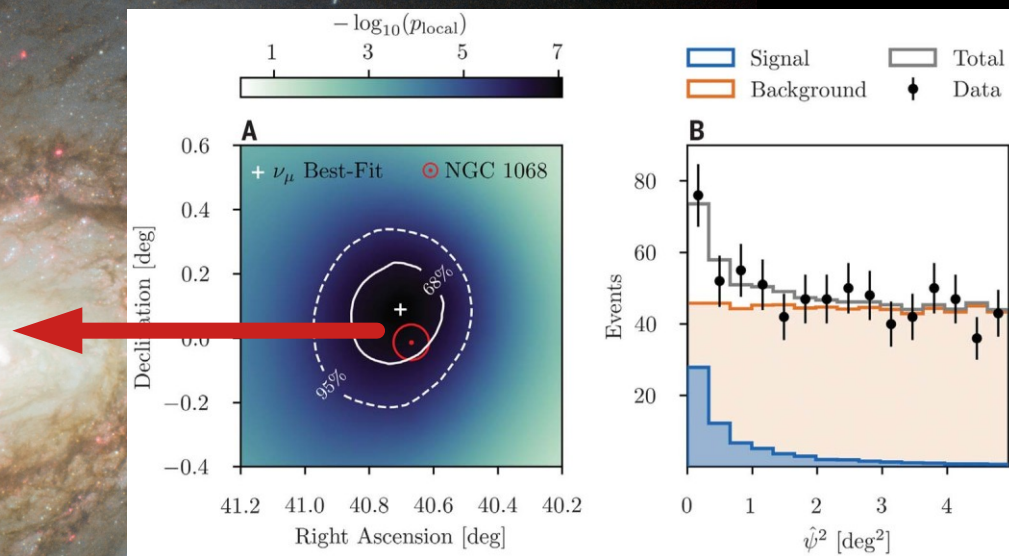 − log₁₀(p_local)
1 3 5 7
A
ν_μ Best-Fit
NGC 1068
0.6
0.4
0.2
0.0
−0.2
−0.4
68%
95%
41.2 41.0 40.8 40.6 40.4 40.2
Right Ascension [deg]
Declination [deg]
Signal
Background
Total
Data
B
80
60
40
20
Events
0 1 2 3 4
ψ̂² [deg²]